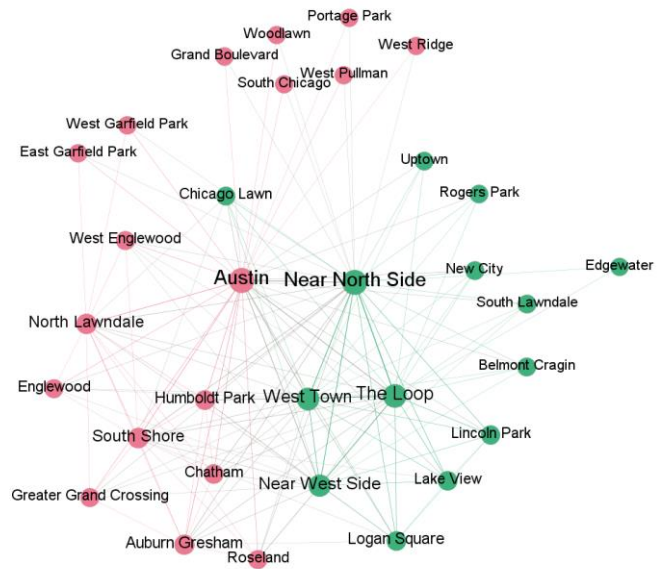 Portage Park
Woodlawn
West Ridge
Grand Boulevard
South Chicago
West Pullman
West Garfield Park
East Garfield Park
Uptown
Chicago Lawn
Rogers Park
West Englewood
Austin
Near North Side
New City
Edgewater
South Lawndale
North Lawndale
Belmont Cragin
Englewood
Humboldt Park
West Town
The Loop
South Shore
Lincoln Park
Chatham
Near West Side
Lake View
Greater Grand Crossing
Auburn Gresham
Roseland
Logan Square